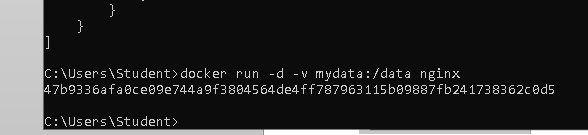 }
}
]
C:\Users\Student>docker run -d -v mydata:/data nginx
47b9336afa0ce09e744a9f3804564de4ff787963115b09887fb241738362c0d5
C:\Users\Student>